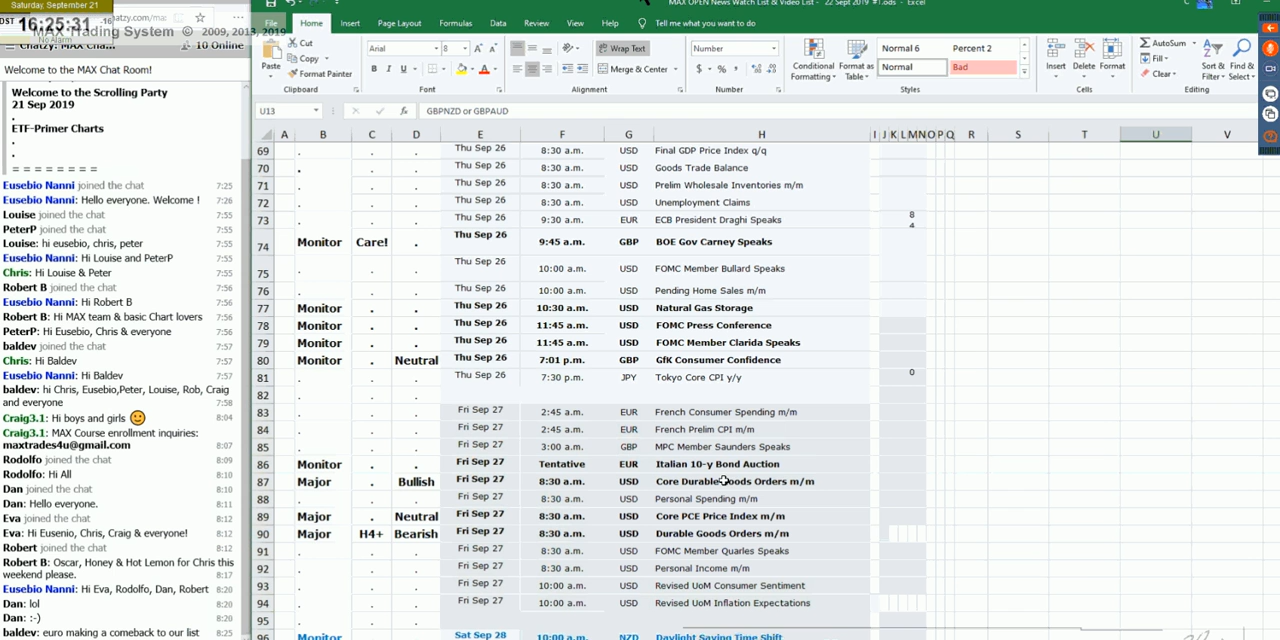 Saturday, September 21
DST
16:25:31
No Alarm
MAX Trading System © 2009, 2013, 2019
Chatzy: MAX Cha...
10 Online
Welcome to the MAX Chat Room!
Welcome to the Scrolling Party
21 Sep 2019
.
ETF-Primer Charts
.
.
= = = = = = = =
Eusebio Nanni joined the chat 7:25
Eusebio Nanni: Hello everyone. Welcome ! 7:26
Louise joined the chat 7:55
PeterP joined the chat 7:55
Louise: hi eusebio, chris, peter 7:55
Eusebio Nanni: Hi Louise and PeterP 7:55
Chris: Hi Louise & Peter 7:55
Robert B joined the chat 7:56
Eusebio Nanni: Hi Robert B 7:56
Robert B: Hi MAX team & basic Chart lovers 7:56
PeterP: Hi Eusebio, Chris & everyone 7:56
baldev joined the chat 7:57
Chris: Hi Baldev 7:57
Eusebio Nanni: Hi Baldev 7:57
baldev: hi Chris, Eusebio,Peter, Louise, Rob, Craig
and everyone 7:58
Craig3.1: Hi boys and girls 8:04
Craig3.1: MAX Course enrollment inquiries:
maxtrades4u@gmail.com 8:07
Rodolfo joined the chat 8:09
Rodolfo: Hi All 8:10
Dan joined the chat 8:10
Dan: Hello everyone. 8:11
Eva joined the chat 8:12
Eva: Hi Eusenio, Chris, Craig & everyone! 8:12
Robert joined the chat 8:12
Robert B: Oscar, Honey & Hot Lemon for Chris this
weekend please. 8:17
Eusebio Nanni: Hi Eva, Rodolfo, Dan, Robert 8:20
Dan: lol 8:20
Dan: :-) 8:20
baldev: euro making a comeback to our list 8:25
MAX OPEN News Watch List & Video List - 22 Sept 2019 #1.ods - Excel
File Home Insert Page Layout Formulas Data Review View Help Tell me what you want to do
Paste Cut Copy Format Painter Clipboard
Arial 8 B I U Font
Wrap Text Merge & Center Alignment
Number $ % , Number
Conditional Formatting Format as Table Normal 6 Percent 2 Normal Bad Styles
Insert Delete Format Cells
AutoSum Fill Clear Sort & Filter Find & Select Editing
U13 fx GBPNZD or GBPAUD
A B C D E F G H I J K L M N O P Q R S T U V
69 . . . Thu Sep 26 8:30 a.m. USD Final GDP Price Index q/q
70 . . . Thu Sep 26 8:30 a.m. USD Goods Trade Balance
71 . . . Thu Sep 26 8:30 a.m. USD Prelim Wholesale Inventories m/m
72 . . . Thu Sep 26 8:30 a.m. USD Unemployment Claims
73 . . . Thu Sep 26 9:30 a.m. EUR ECB President Draghi Speaks 8 4
74 Monitor Care! . Thu Sep 26 9:45 a.m. GBP BOE Gov Carney Speaks
75 . . . Thu Sep 26 10:00 a.m. USD FOMC Member Bullard Speaks
76 . . . Thu Sep 26 10:00 a.m. USD Pending Home Sales m/m
77 Monitor . . Thu Sep 26 10:30 a.m. USD Natural Gas Storage
78 Monitor . . Thu Sep 26 11:45 a.m. USD FOMC Press Conference
79 Monitor . . Thu Sep 26 11:45 a.m. USD FOMC Member Clarida Speaks
80 Monitor . Neutral Thu Sep 26 7:01 p.m. GBP GfK Consumer Confidence
81 . . . Thu Sep 26 7:30 p.m. JPY Tokyo Core CPI y/y 0
82 . . .
83 . . . Fri Sep 27 2:45 a.m. EUR French Consumer Spending m/m
84 . . . Fri Sep 27 2:45 a.m. EUR French Prelim CPI m/m
85 . . . Fri Sep 27 3:00 a.m. GBP MPC Member Saunders Speaks
86 Monitor . . Fri Sep 27 Tentative EUR Italian 10-y Bond Auction
87 Major . Bullish Fri Sep 27 8:30 a.m. USD Core Durable Goods Orders m/m
88 . . . Fri Sep 27 8:30 a.m. USD Personal Spending m/m
89 Major . Neutral Fri Sep 27 8:30 a.m. USD Core PCE Price Index m/m
90 Major H4+ Bearish Fri Sep 27 8:30 a.m. USD Durable Goods Orders m/m
91 . . . Fri Sep 27 8:30 a.m. USD FOMC Member Quarles Speaks
92 . . . Fri Sep 27 8:30 a.m. USD Personal Income m/m
93 . . . Fri Sep 27 10:00 a.m. USD Revised UoM Consumer Sentiment
94 . . . Fri Sep 27 10:00 a.m. USD Revised UoM Inflation Expectations
95 . . .
96 Monitor . . Sat Sep 28 10:00 a.m. NZD Daylight Saving Time Shift